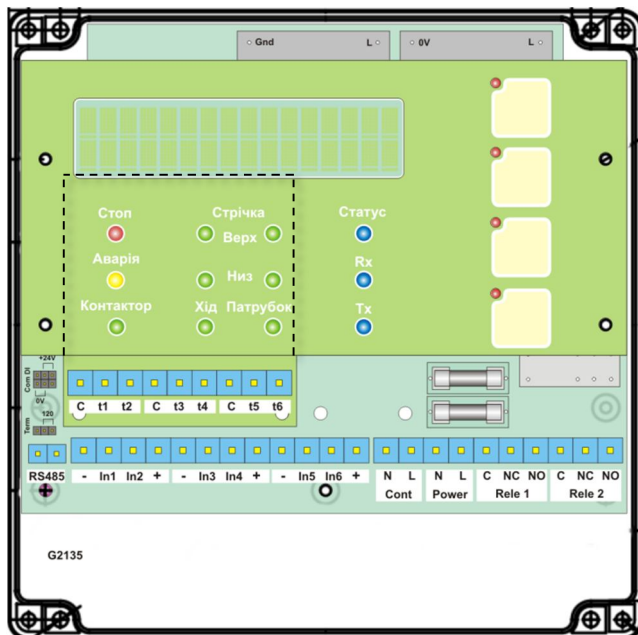 Gnd L 0V L
Стоп Стрічка Статус
Верх
Аварія Низ Rx
Контактор Хід Патрубок Tx
+24V
Com DI
0V
120
Term
C t1 t2 C t3 t4 C t5 t6
RS485 - In1 In2 + - In3 In4 + - In5 In6 + N L N L C NC NO C NC NO
Cont Power Rele 1 Rele 2
G2135